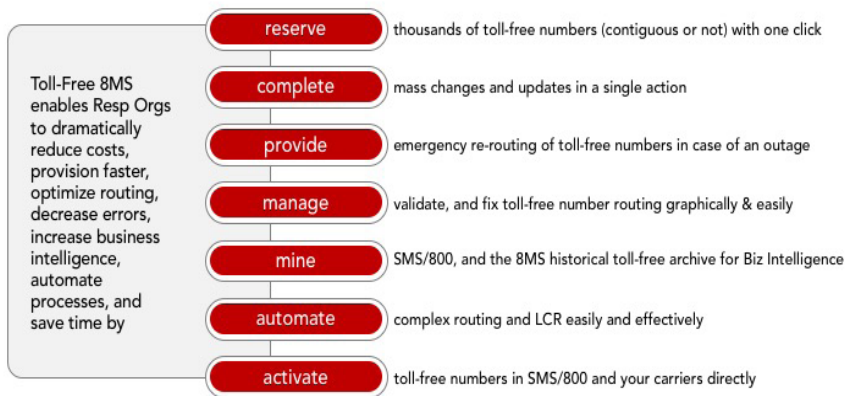 Toll-Free 8MS
enables Resp Orgs
to dramatically
reduce costs,
provision faster,
optimize routing,
decrease errors,
increase business
intelligence,
automate
processes, and
save time by
reserve thousands of toll-free numbers (contiguous or not) with one click
complete mass changes and updates in a single action
provide emergency re-routing of toll-free numbers in case of an outage
manage validate, and fix toll-free number routing graphically & easily
mine SMS/800, and the 8MS historical toll-free archive for Biz Intelligence
automate complex routing and LCR easily and effectively
activate toll-free numbers in SMS/800 and your carriers directly